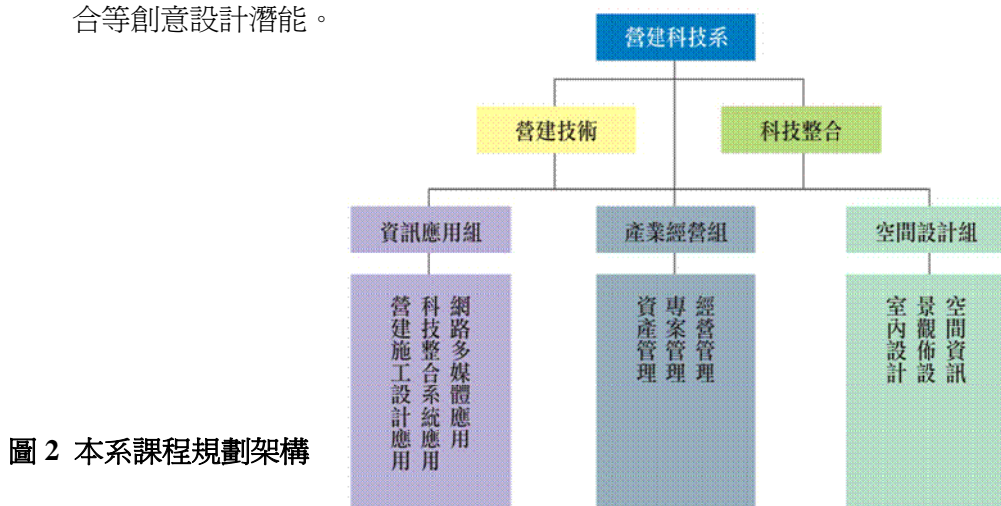 合等創意設計潛能。
營建科技系
營建技術
科技整合
資訊應用組
產業經營組
空間設計組
網路多媒體應用
科技整合系統應用
營建施工設計應用
經營管理
專案管理
資產管理
空間資訊
景觀佈設
室內設計
圖 2 本系課程規劃架構